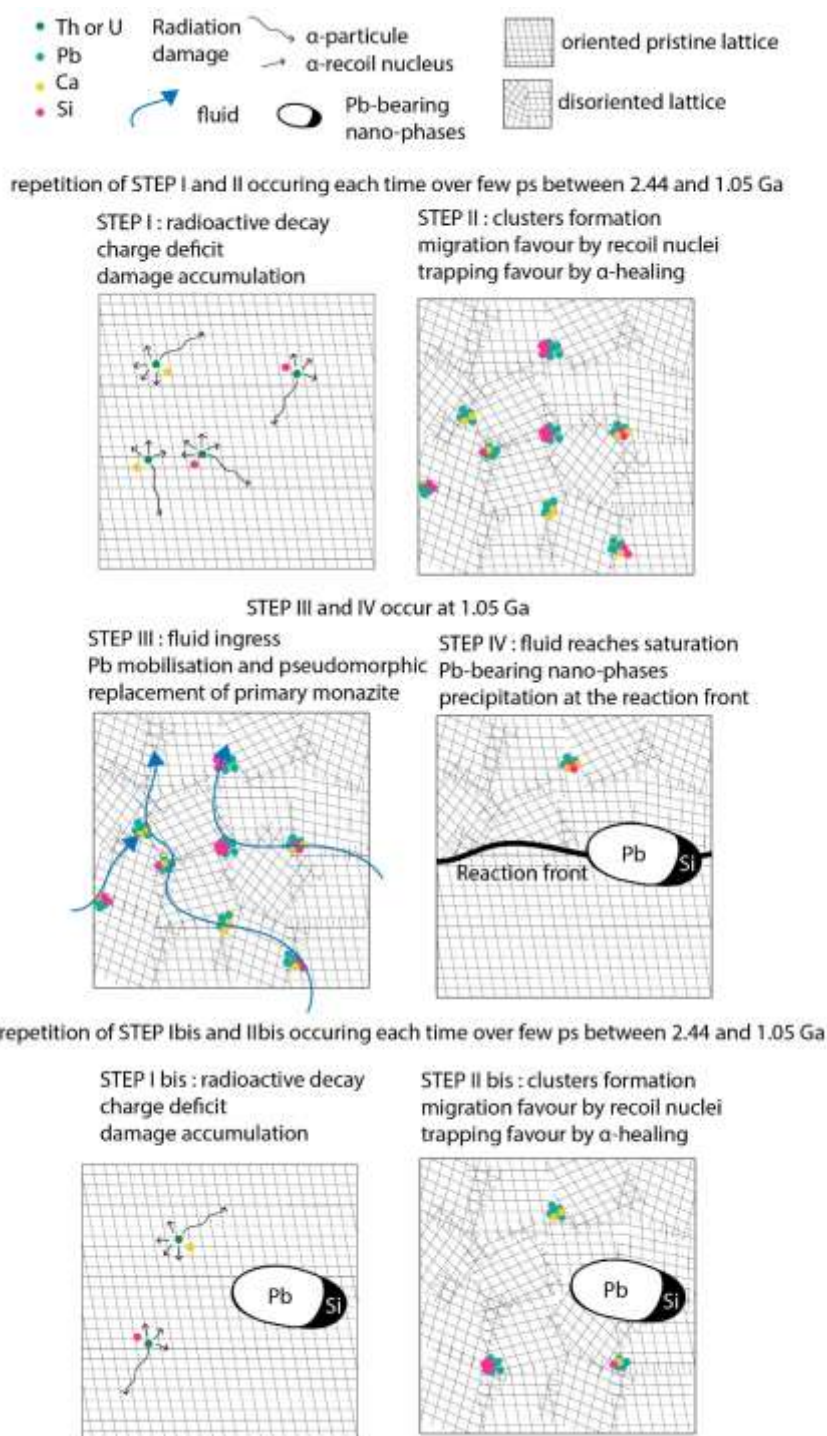 Th or U
Pb
Ca
Si
Radiation
damage
α-particule
α-recoil nucleus
fluid
Pb-bearing
nano-phases
oriented pristine lattice
disoriented lattice
repetition of STEP I and II occuring each time over few ps between 2.44 and 1.05 Ga
STEP I : radioactive decay
charge deficit
damage accumulation
STEP II : clusters formation
migration favour by recoil nuclei
trapping favour by α-healing
STEP III and IV occur at 1.05 Ga
STEP III : fluid ingress
Pb mobilisation and pseudomorphic
replacement of primary monazite
STEP IV : fluid reaches saturation
Pb-bearing nano-phases
precipitation at the reaction front
Pb
Si
Reaction front
repetition of STEP Ibis and IIbis occuring each time over few ps between 2.44 and 1.05 Ga
STEP I bis : radioactive decay
charge deficit
damage accumulation
STEP II bis : clusters formation
migration favour by recoil nuclei
trapping favour by α-healing
Pb
Si
Pb
Si